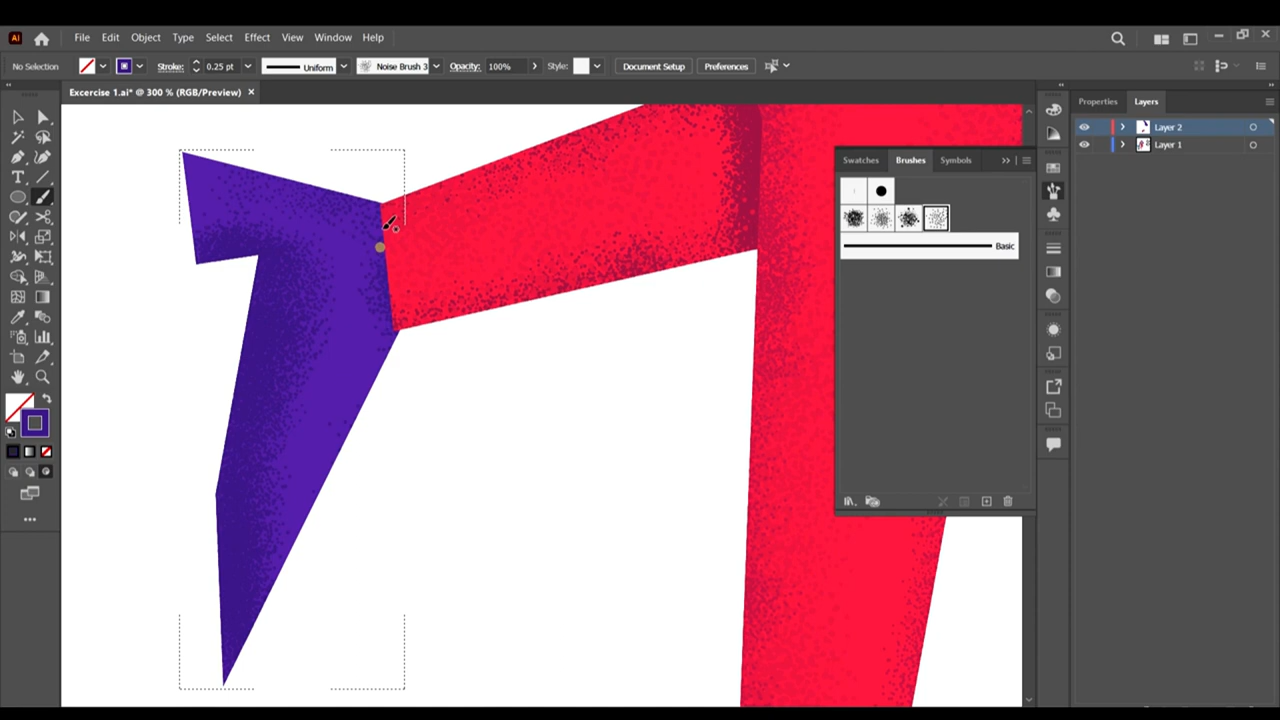 Ai File Edit Object Type Select Effect View Window Help
No Selection Stroke: 0.25 pt Uniform Noise Brush 3 Opacity: 100% Style: Document Setup Preferences
Excercise 1.ai* @ 300 % (RGB/Preview) ×
Properties Layers
Layer 2
Layer 1
Swatches Brushes Symbols
Basic